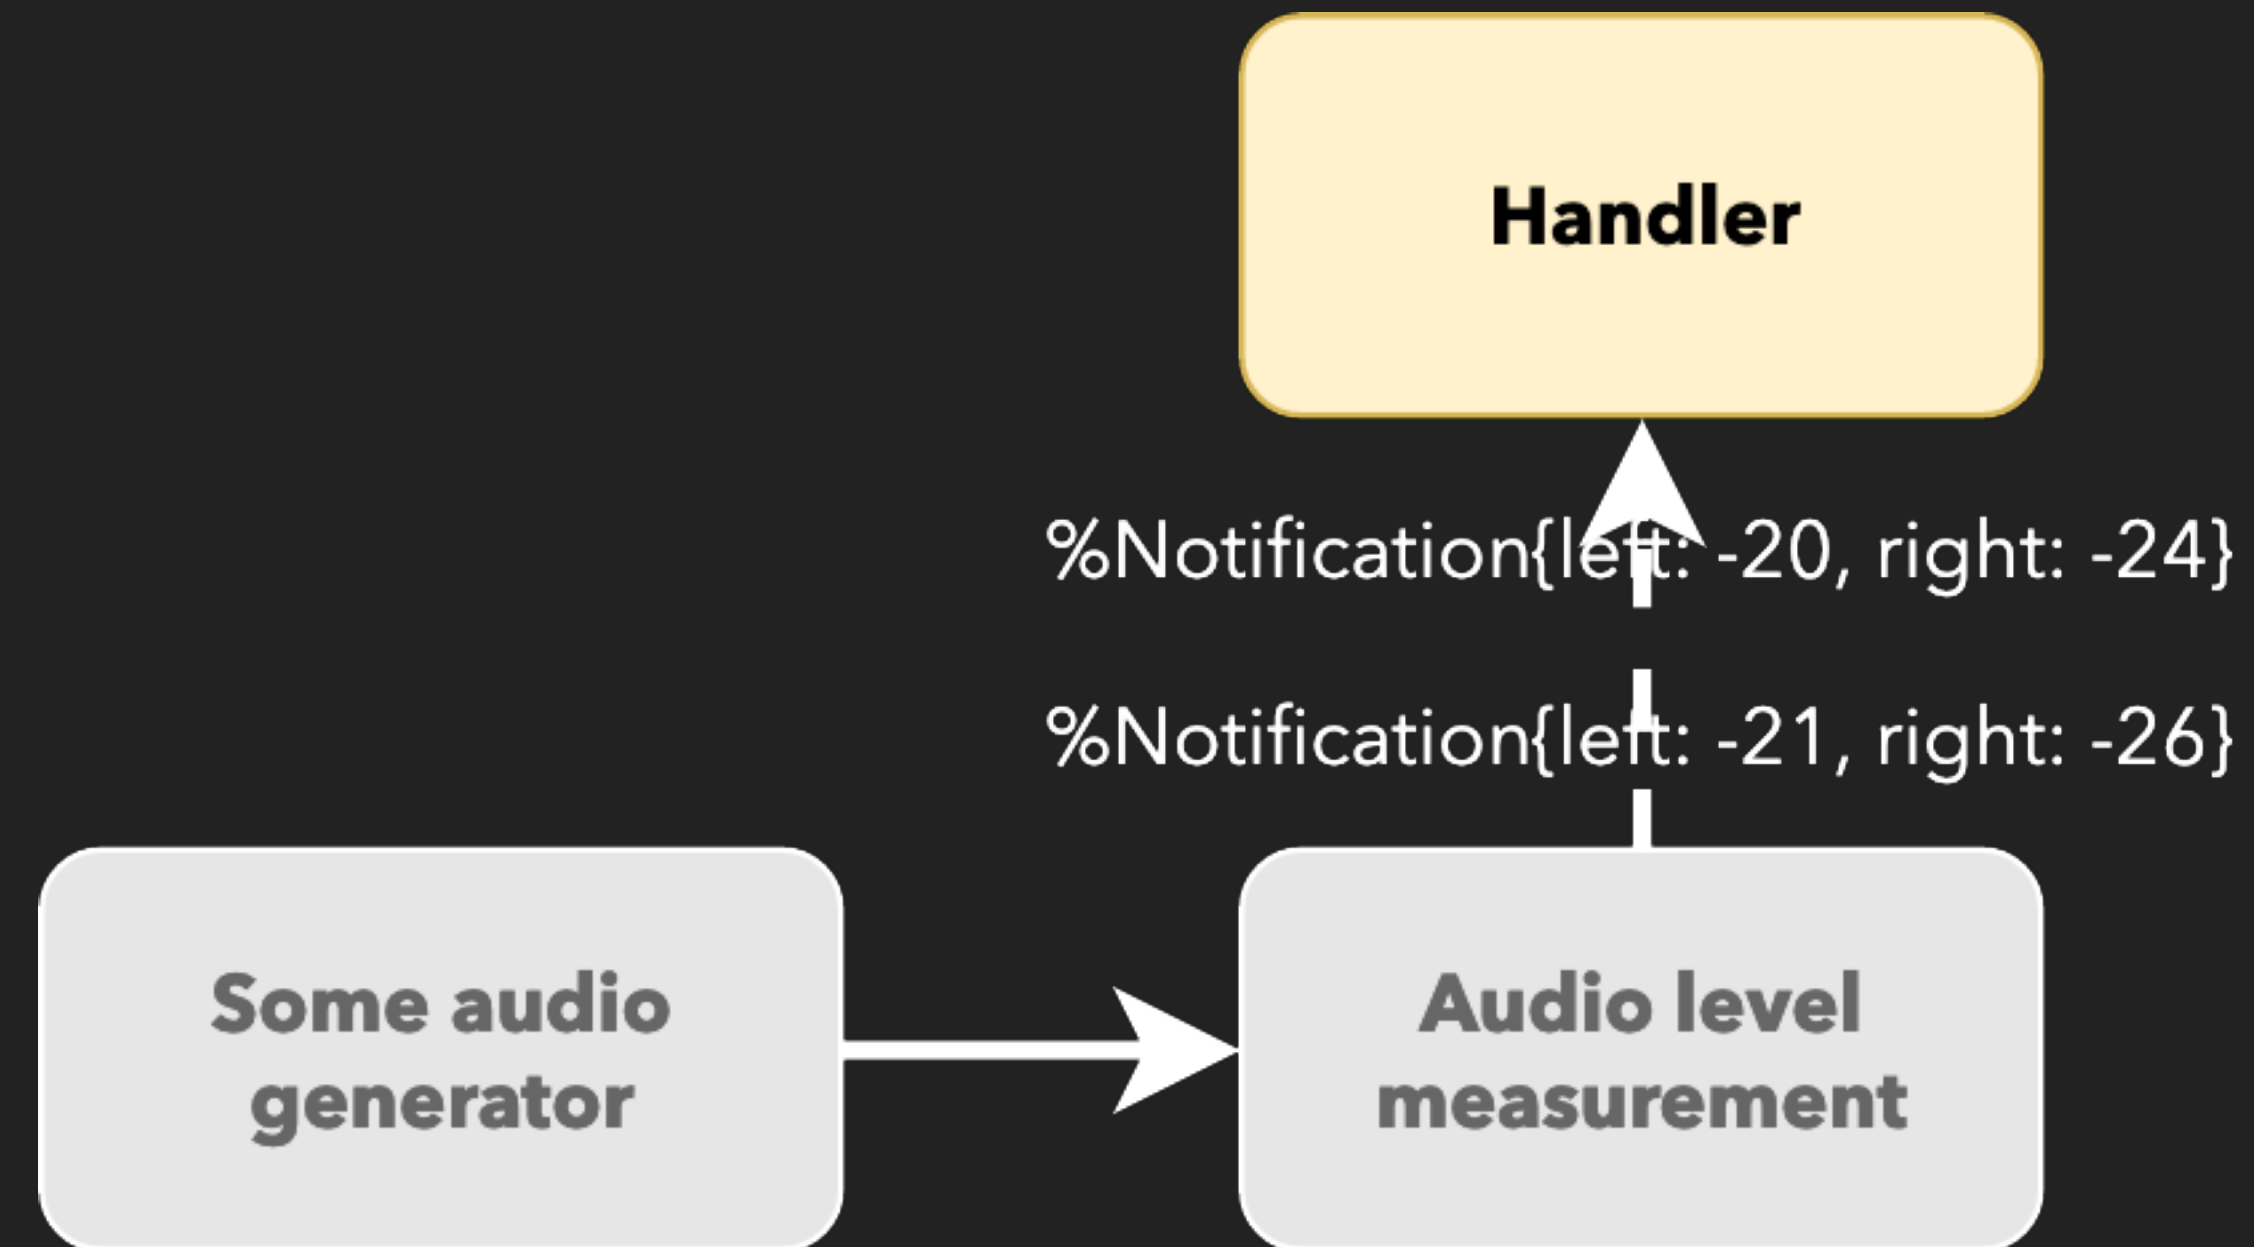 Handler
%Notification{left: -20, right: -24}
%Notification{left: -21, right: -26}
Some audio
generator
Audio level
measurement